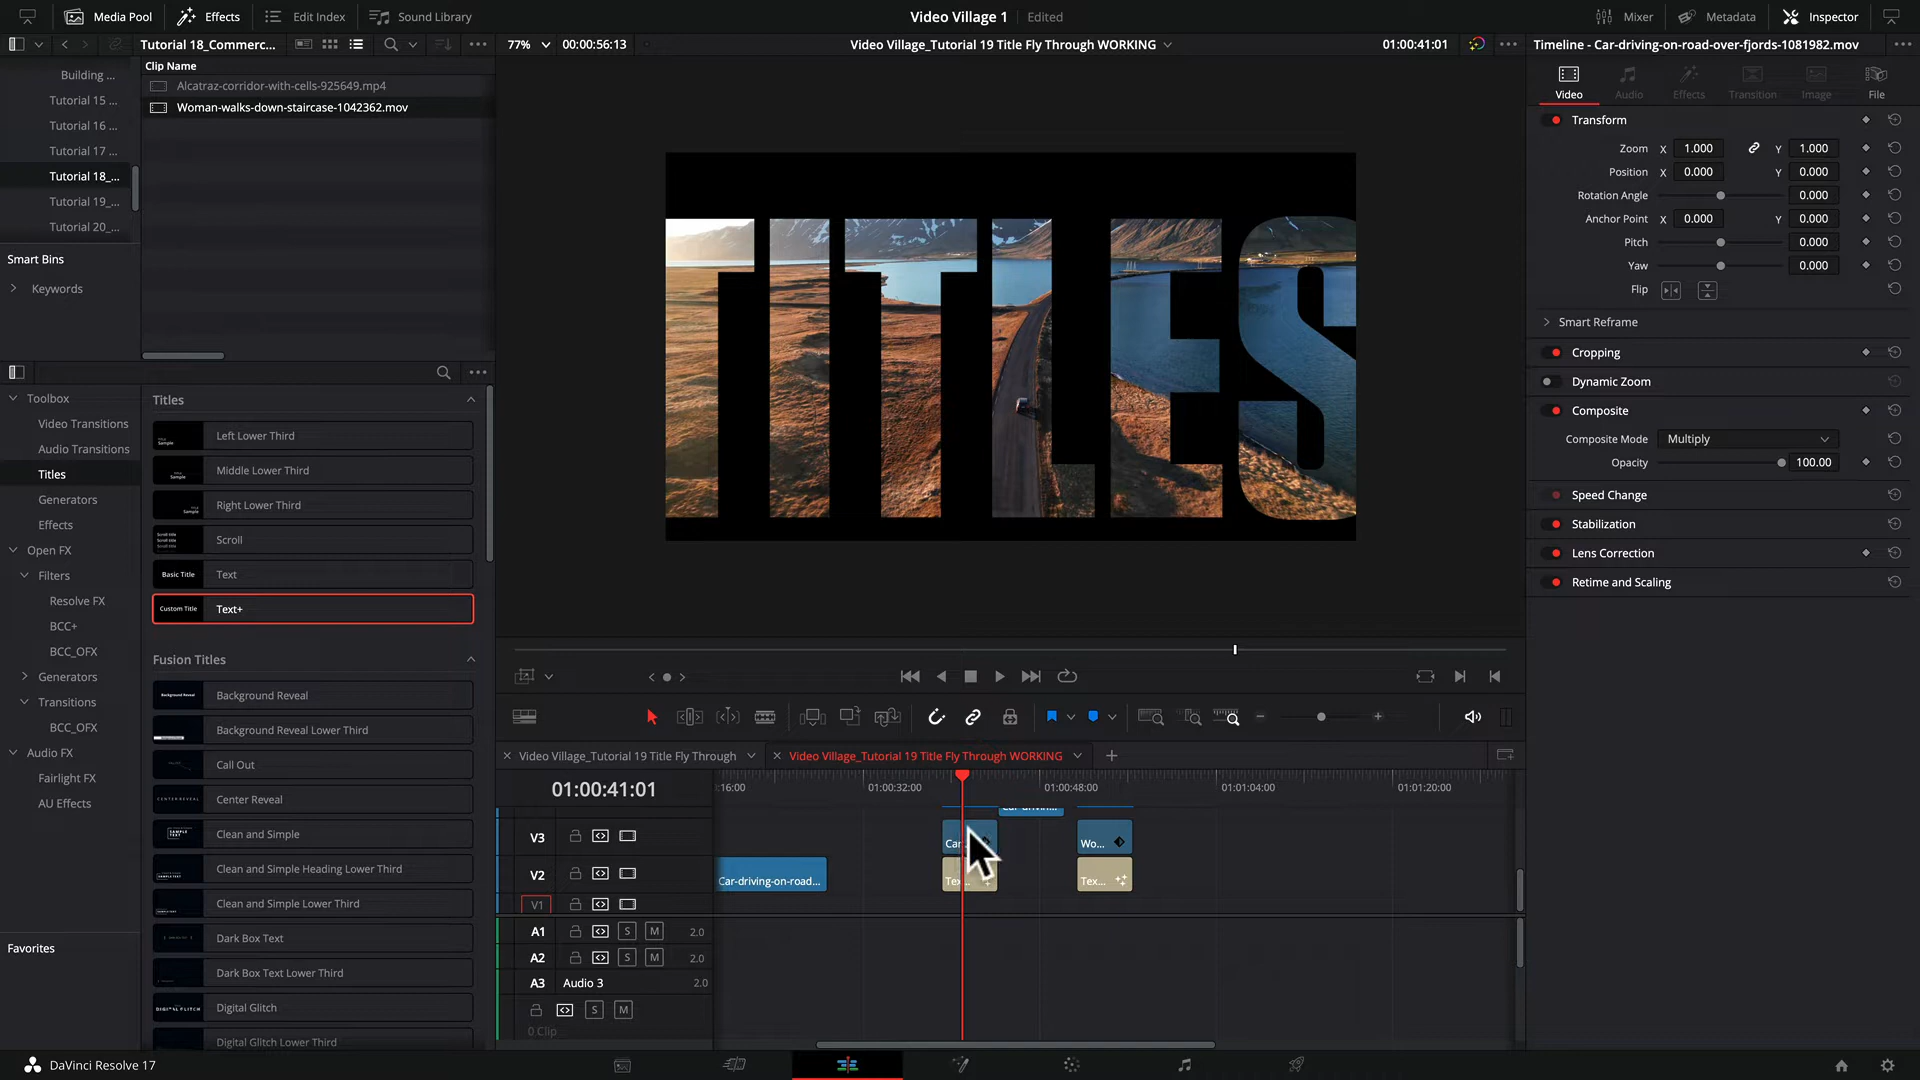 Media Pool
Effects
Edit Index
Sound Library
Video Village 1
Edited
Mixer
Metadata
Inspector
Tutorial 18_Commerc...
77%
00:00:56:13
Video Village_Tutorial 19 Title Fly Through WORKING
01:00:41:01
Timeline - Car-driving-on-road-over-fjords-1081982.mov
Building ...
Tutorial 15 ...
Tutorial 16 ...
Tutorial 17 ...
Tutorial 18_...
Tutorial 19_...
Tutorial 20_...
Clip Name
Alcatraz-corridor-with-cells-925649.mp4
Woman-walks-down-staircase-1042362.mov
Smart Bins
Keywords
TITLES
Video
Audio
Effects
Transition
Image
File
Transform
Zoom X 1.000 Y 1.000
Position X 0.000 Y 0.000
Rotation Angle 0.000
Anchor Point X 0.000 Y 0.000
Pitch 0.000
Yaw 0.000
Flip
Smart Reframe
Cropping
Dynamic Zoom
Composite
Composite Mode Multiply
Opacity 100.00
Speed Change
Stabilization
Lens Correction
Retime and Scaling
Toolbox
Video Transitions
Audio Transitions
Titles
Generators
Effects
Open FX
Filters
Resolve FX
BCC+
BCC_OFX
Generators
Transitions
BCC_OFX
Audio FX
Fairlight FX
AU Effects
Favorites
Titles
Left Lower Third
Middle Lower Third
Right Lower Third
Scroll
Basic Title Text
Custom Title Text+
Fusion Titles
Background Reveal
Background Reveal Lower Third
Call Out
Center Reveal
Clean and Simple
Clean and Simple Heading Lower Third
Clean and Simple Lower Third
Dark Box Text
Dark Box Text Lower Third
Digital Glitch
Digital Glitch Lower Third
Video Village_Tutorial 19 Title Fly Through
Video Village_Tutorial 19 Title Fly Through WORKING
01:00:41:01
:16:00
01:00:32:00
01:00:48:00
01:01:04:00
01:01:20:00
V3
Car
Wo...
V2
Car-driving-on-road...
Tex...
Tex...
V1
A1 S M 2.0
A2 S M 2.0
A3 Audio 3 2.0
S M
0 Clip
DaVinci Resolve 17